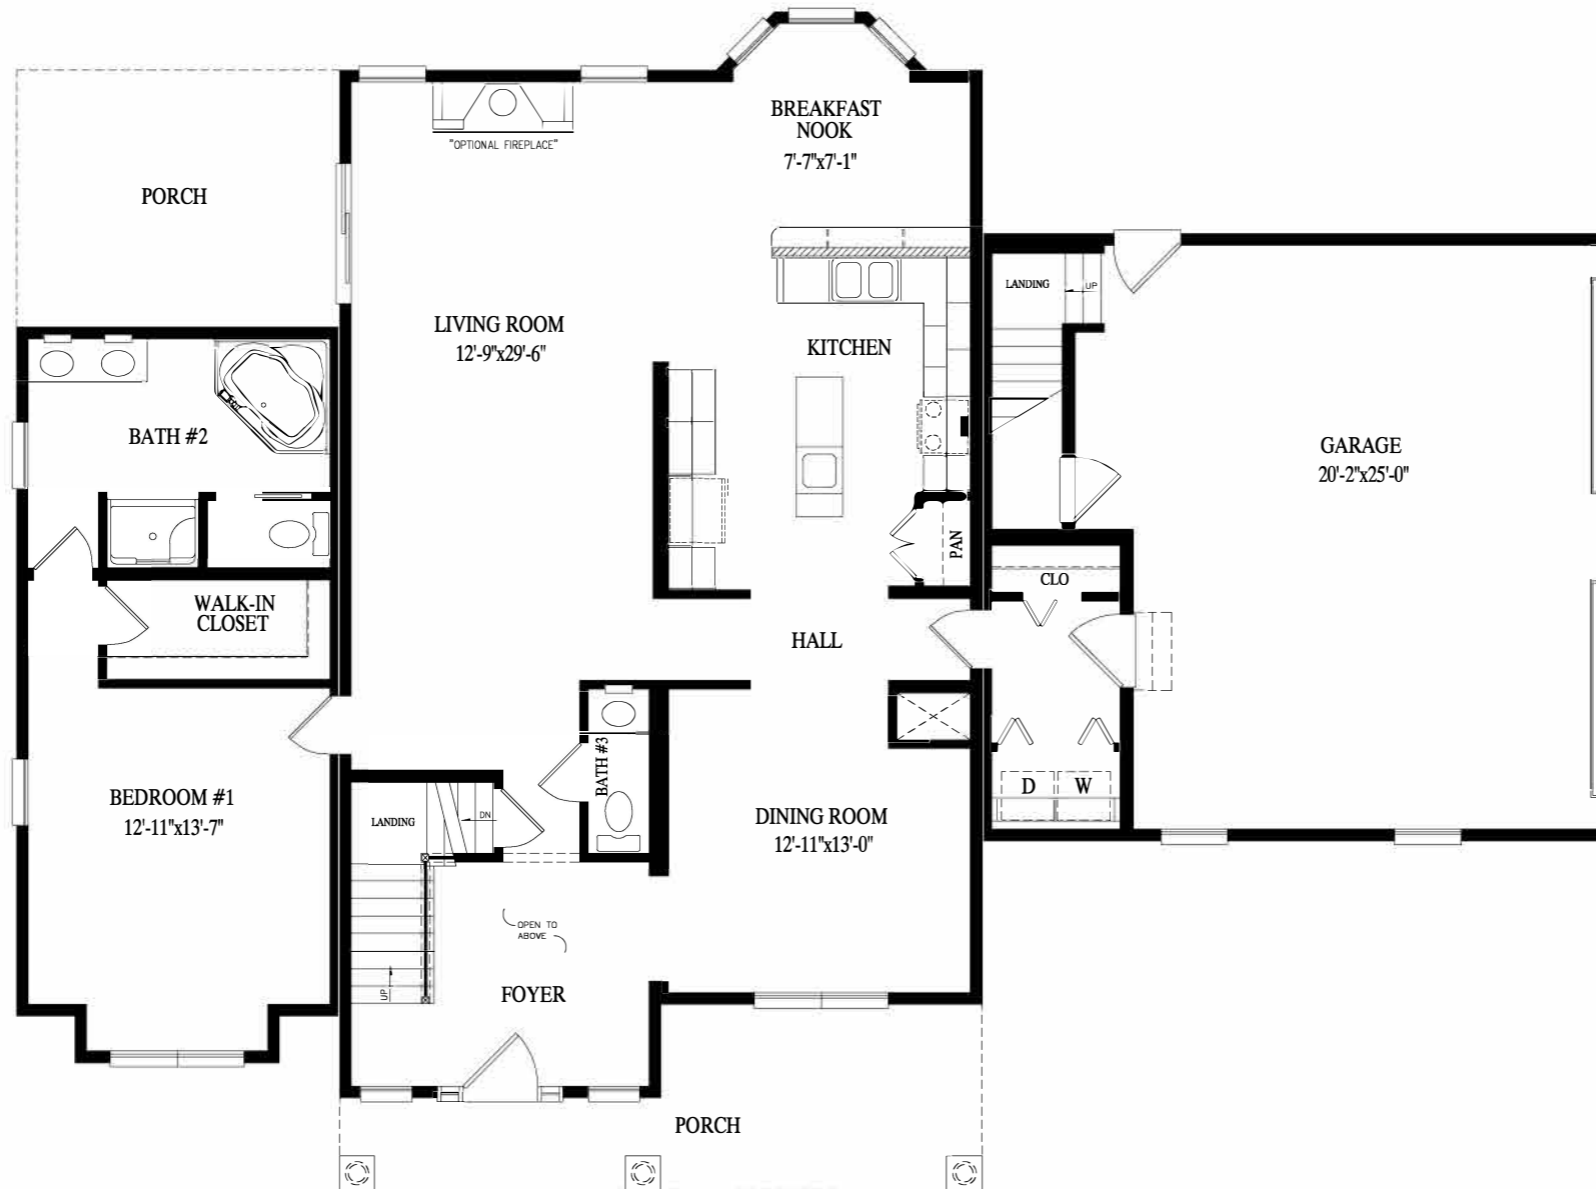 BREAKFAST
NOOK
7'-7"x7'-1"
"OPTIONAL FIREPLACE"
PORCH
LANDING
UP
LIVING ROOM
12'-9"x29'-6"
KITCHEN
BATH #2
GARAGE
20'-2"x25'-0"
PAN
CLO
WALK-IN
CLOSET
HALL
BATH #3
BEDROOM #1
12'-11"x13'-7"
D
W
LANDING
DN
DINING ROOM
12'-11"x13'-0"
OPEN TO
ABOVE
UP
FOYER
PORCH